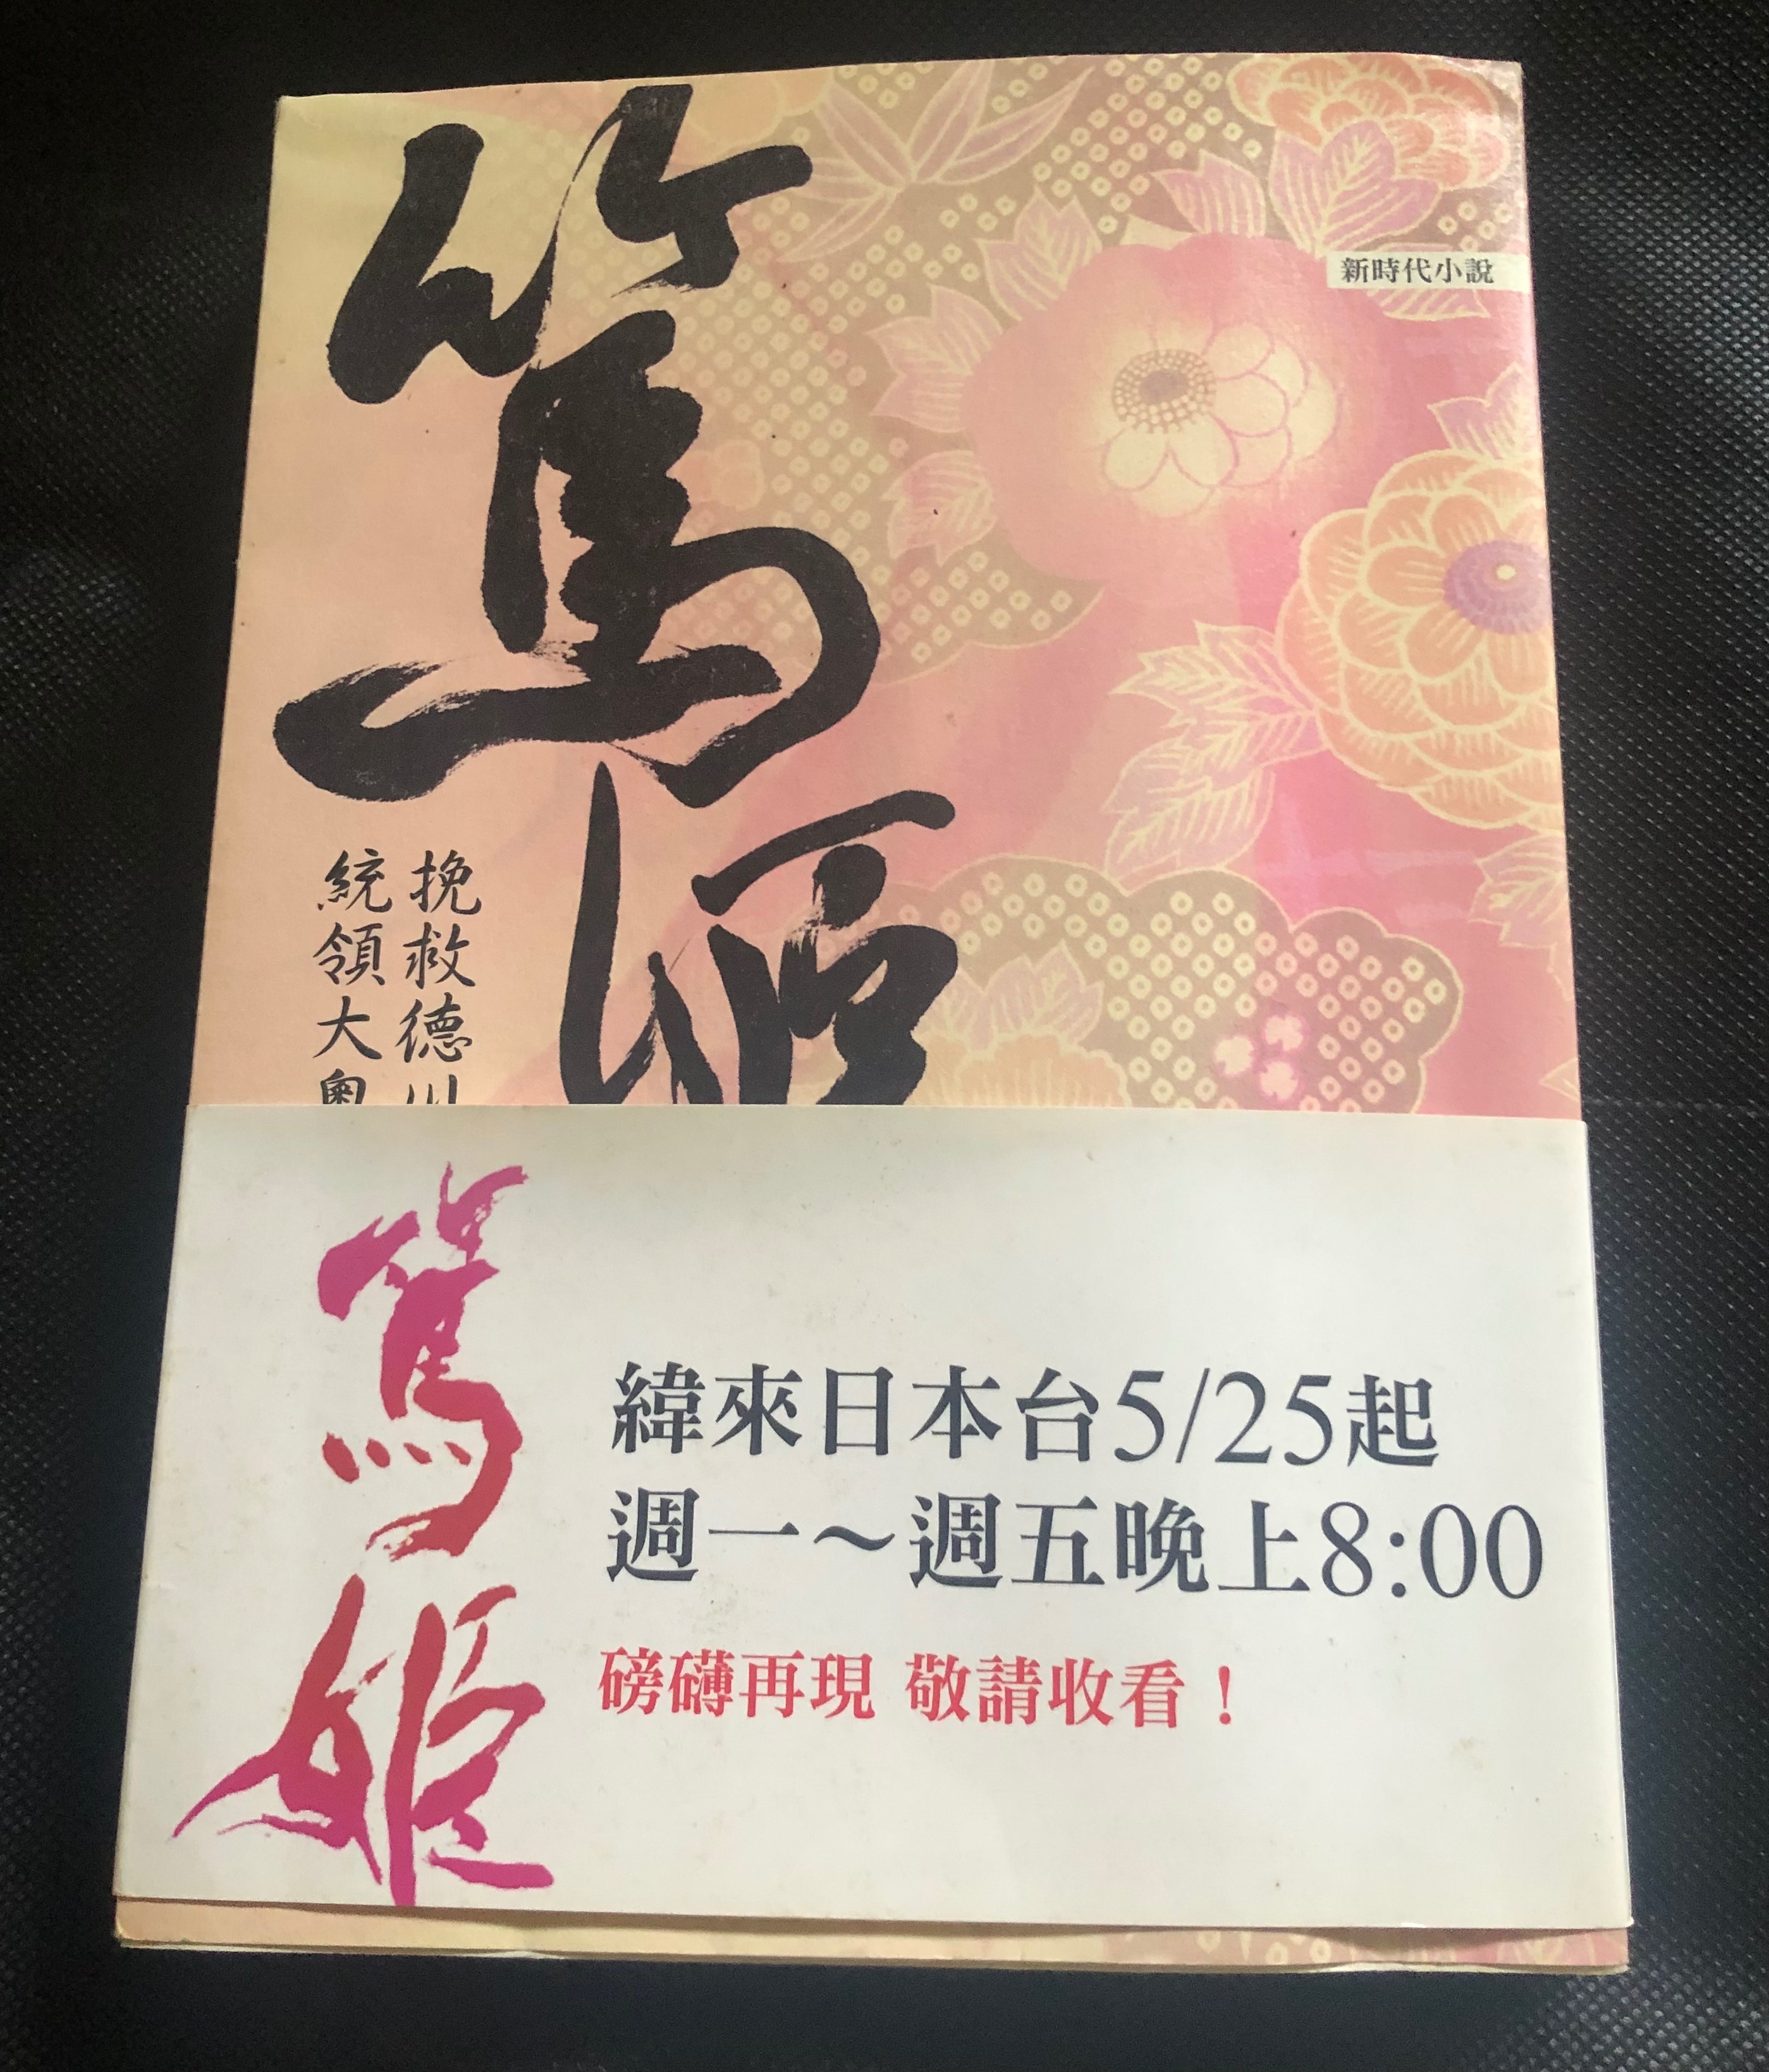 篤姬
新時代小說
挽救德川
統領大奧
篤姬
緯來日本台5/25起
週一～週五晚上8:00
磅礴再現 敬請收看！